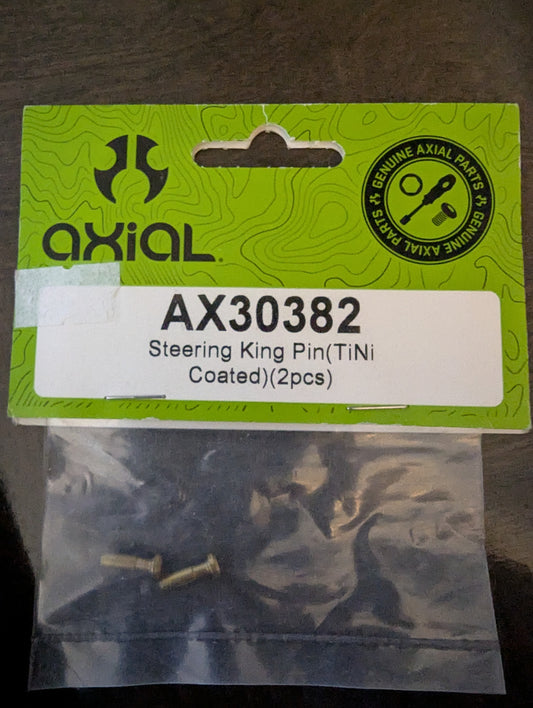 GENUINE AXIAL PARTS
GENUINE AXIAL PARTS
axial
AX30382
Steering King Pin(TiNi
Coated)(2pcs)